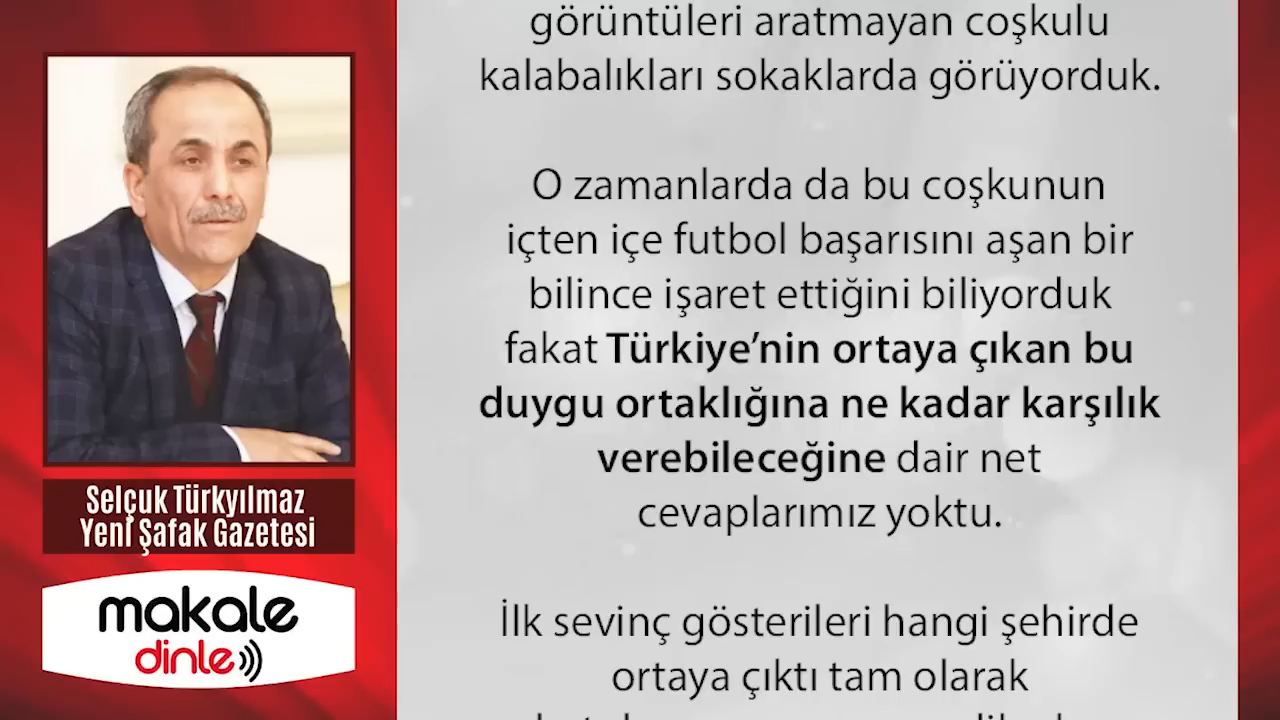 görüntüleri aratmayan coşkulu
kalabalıkları sokaklarda görüyorduk.
O zamanlarda da bu coşkunun
içten içe futbol başarısını aşan bir
bilince işaret ettiğini biliyorduk
fakat Türkiye’nin ortaya çıkan bu
duygu ortaklığına ne kadar karşılık
verebileceğine dair net
cevaplarımız yoktu.
İlk sevinç gösterileri hangi şehirde
ortaya çıktı tam olarak
Selçuk Türkyılmaz
Yeni Şafak Gazetesi
makale
dinle